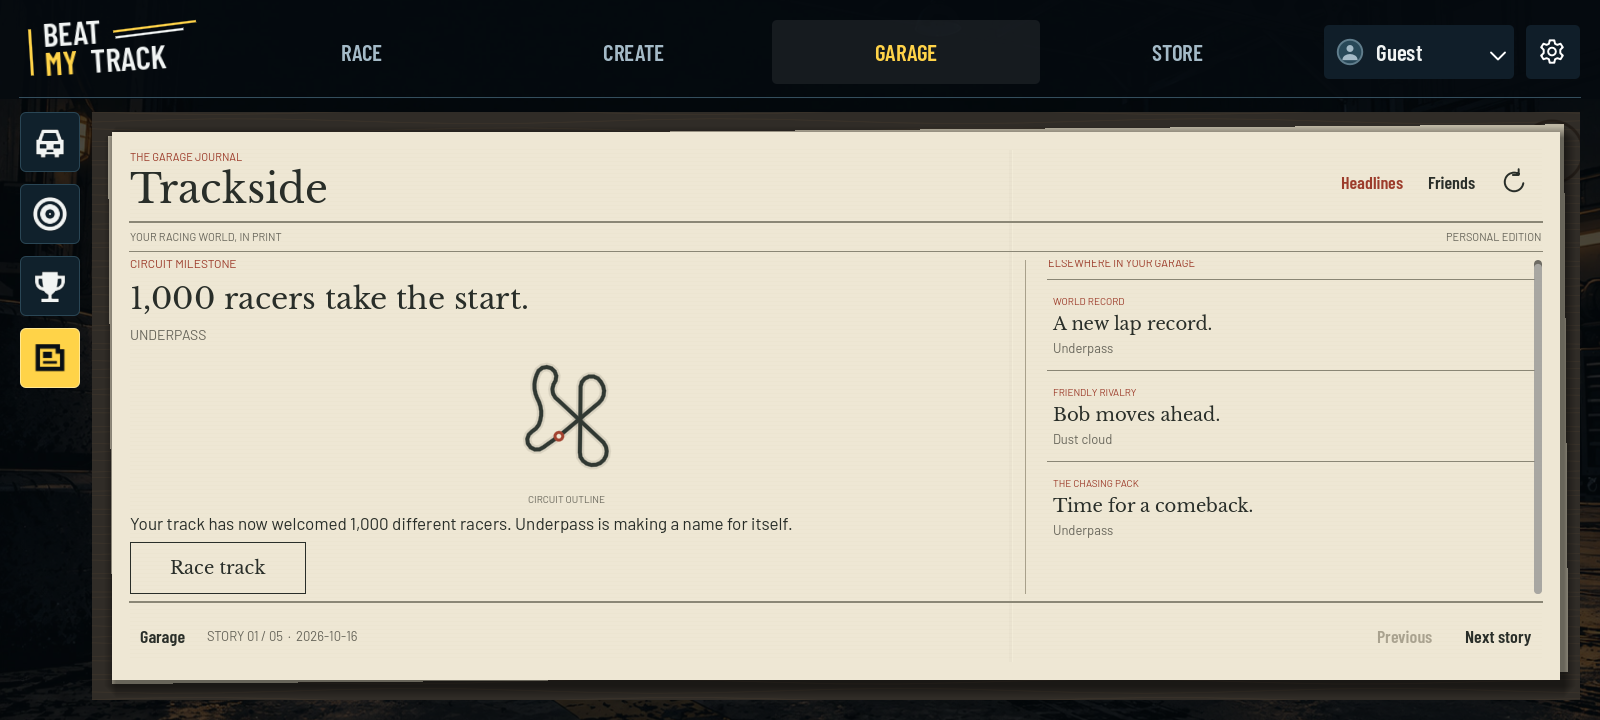 BEAT
MY TRACK
RACE
CREATE
GARAGE
STORE
Guest
THE GARAGE JOURNAL
Trackside
Headlines
Friends
YOUR RACING WORLD, IN PRINT
PERSONAL EDITION
CIRCUIT MILESTONE
1,000 racers take the start.
UNDERPASS
CIRCUIT OUTLINE
Your track has now welcomed 1,000 different racers. Underpass is making a name for itself.
Race track
ELSEWHERE IN YOUR GARAGE
WORLD RECORD
A new lap record.
Underpass
FRIENDLY RIVALRY
Bob moves ahead.
Dust cloud
THE CHASING PACK
Time for a comeback.
Underpass
Garage
STORY 01 / 05 · 2026-10-16
Previous
Next story